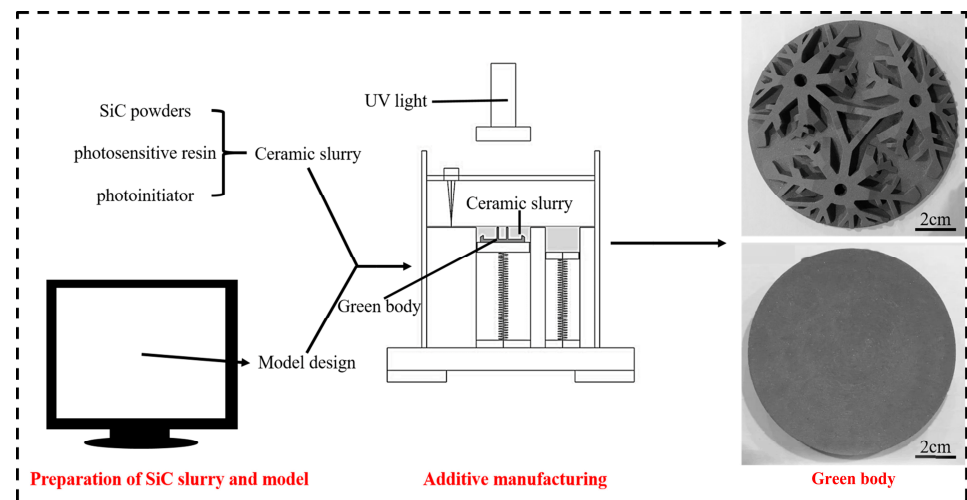 SiC powders
photosensitive resin
photoinitiator
Ceramic slurry
Model design
Preparation of SiC slurry and model
UV light
Ceramic slurry
Green body
Additive manufacturing
2cm
2cm
Green body